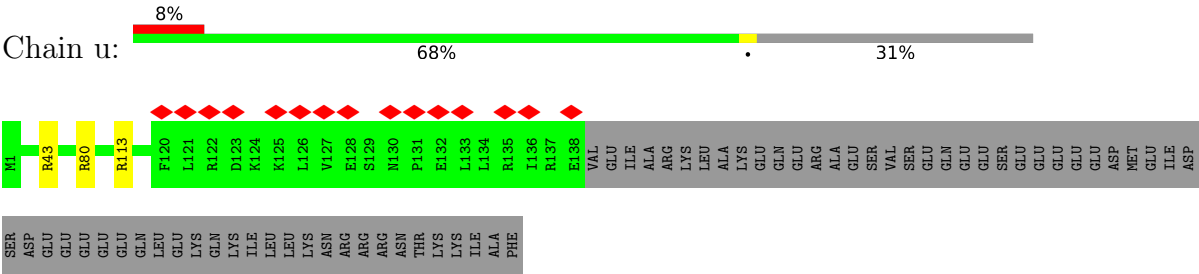 8%
Chain u:
68% • 31%
M1 R43 R80 R113 F120 L121 R122 D123 K124 K125 L126 V127 E128 S129 N130 P131 E132 L133 L134 R135 I136 R137 E138 VAL GLU ILE ALA ARG LYS LEU ALA LYS GLU GLN GLU ARG ALA GLU SER VAL SER GLU GLN GLU GLU SER GLU GLU GLU GLU GLU ASP MET GLU ILE ASP
SER ASP GLU GLU GLU GLU GLU GLN LEU GLU LYS GLN LYS ILE LEU LEU LYS ASN ARG ARG ARG ASN THR LYS LYS ILE ALA PHE